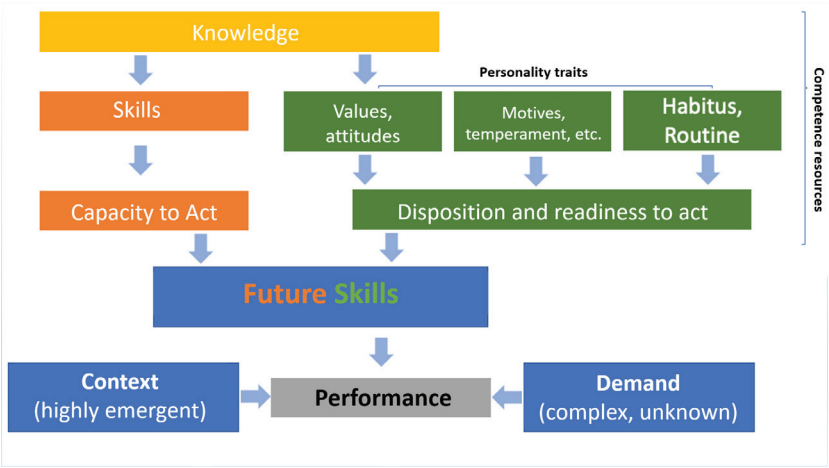 Knowledge
Personality traits
Skills
Values,
attitudes
Motives,
temperament, etc.
Habitus,
Routine
Competence resources
Capacity to Act
Disposition and readiness to act
Future Skills
Context
(highly emergent)
Performance
Demand
(complex, unknown)